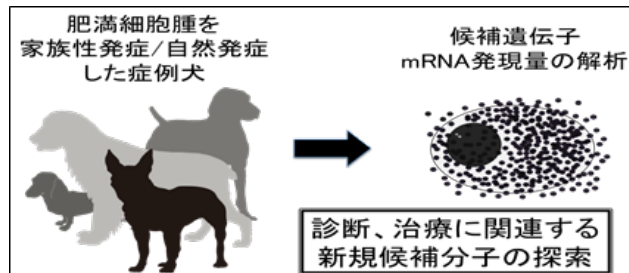 肥満細胞腫を
家族性発症/自然発症
した症例犬
候補遺伝子
mRNA発現量の解析
診断、治療に関連する
新規候補分子の探索